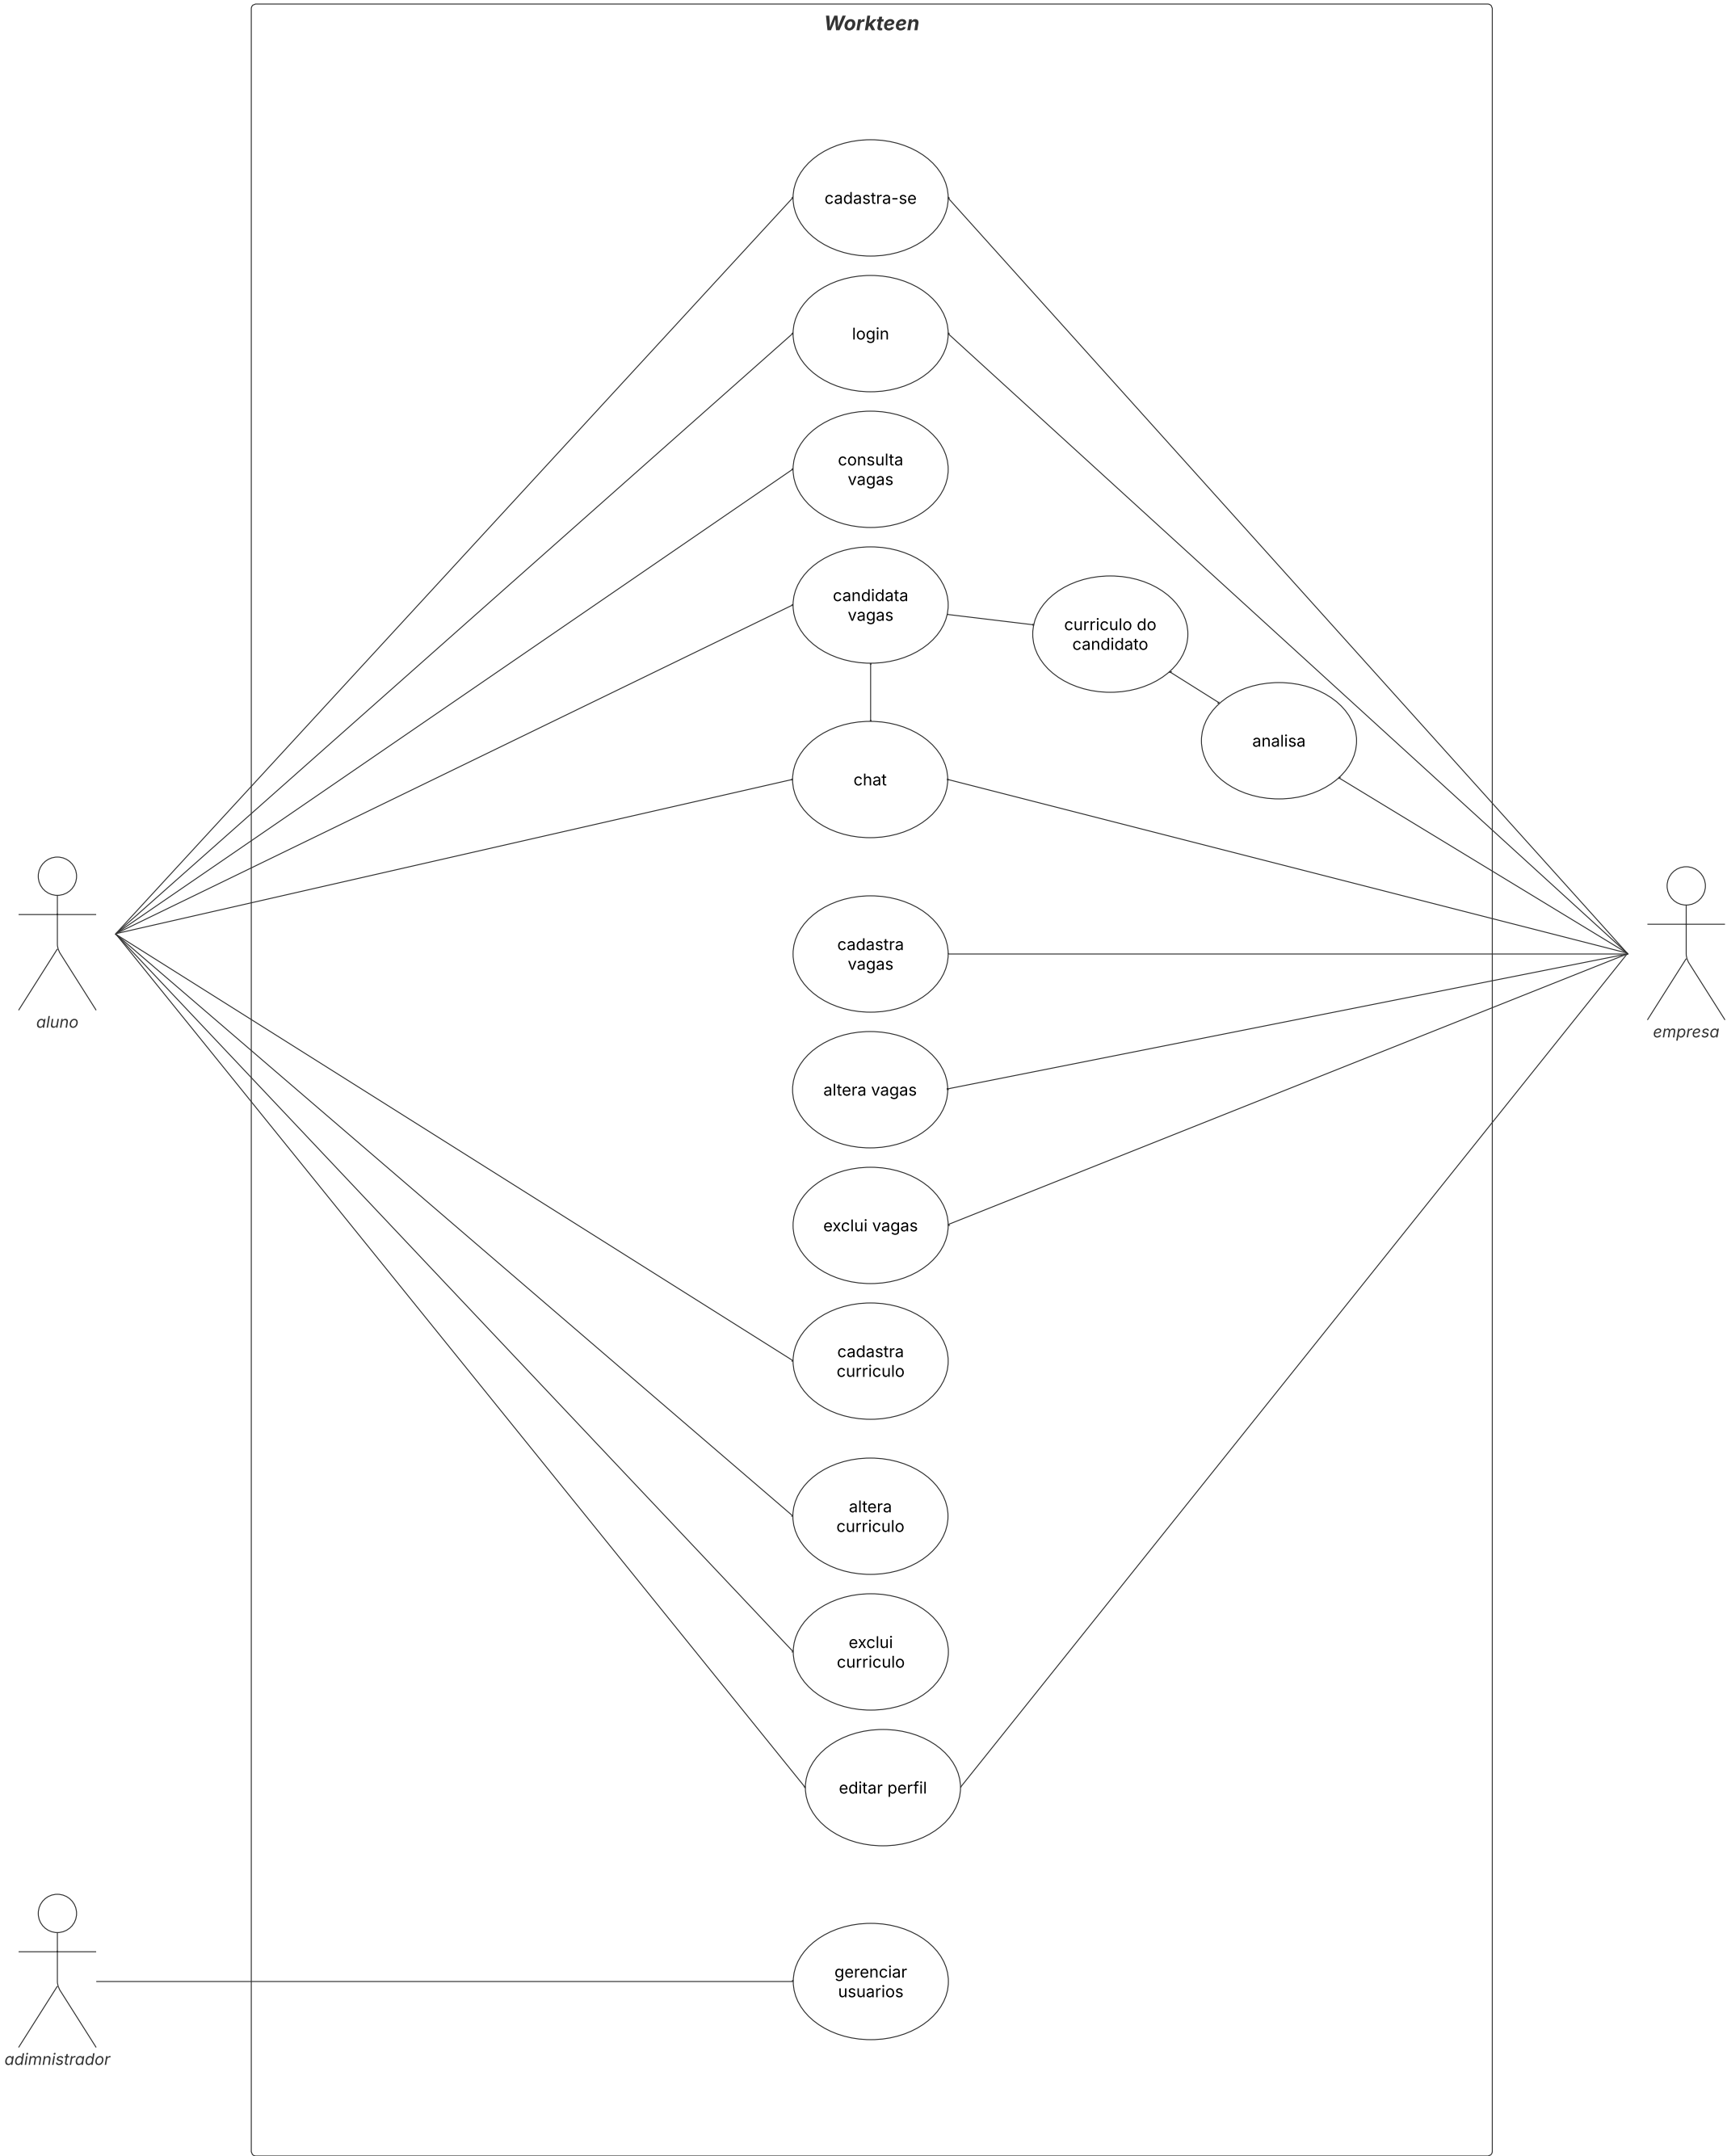 Workteen
cadastra-se
login
consulta
vagas
candidata
vagas
curriculo do
candidato
analisa
chat
cadastra
vagas
aluno
empresa
altera vagas
exclui vagas
cadastra
curriculo
altera
curriculo
exclui
curriculo
editar perfil
gerenciar
usuarios
adimnistrador